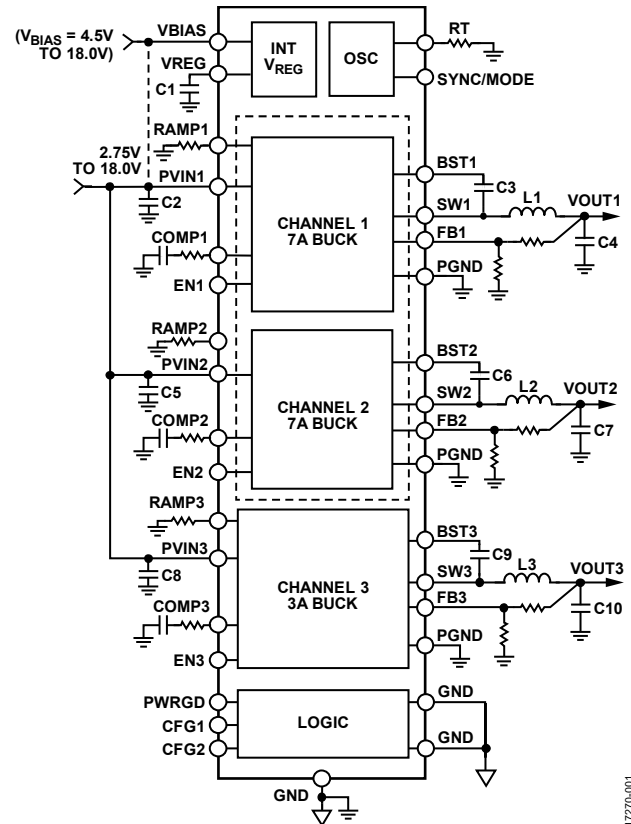 (VBIAS = 4.5V
TO 18.0V)
VBIAS
VREG
C1
INT
VREG
OSC
RT
SYNC/MODE
RAMP1
2.75V
TO 18.0V
PVIN1
C2
COMP1
EN1
CHANNEL 1
7A BUCK
BST1
C3
SW1
L1
VOUT1
FB1
C4
PGND
RAMP2
PVIN2
C5
COMP2
EN2
CHANNEL 2
7A BUCK
BST2
C6
SW2
L2
VOUT2
FB2
C7
PGND
RAMP3
PVIN3
C8
COMP3
EN3
CHANNEL 3
3A BUCK
BST3
C9
SW3
L3
VOUT3
FB3
C10
PGND
PWRGD
CFG1
CFG2
LOGIC
GND
GND
GND
17270-001